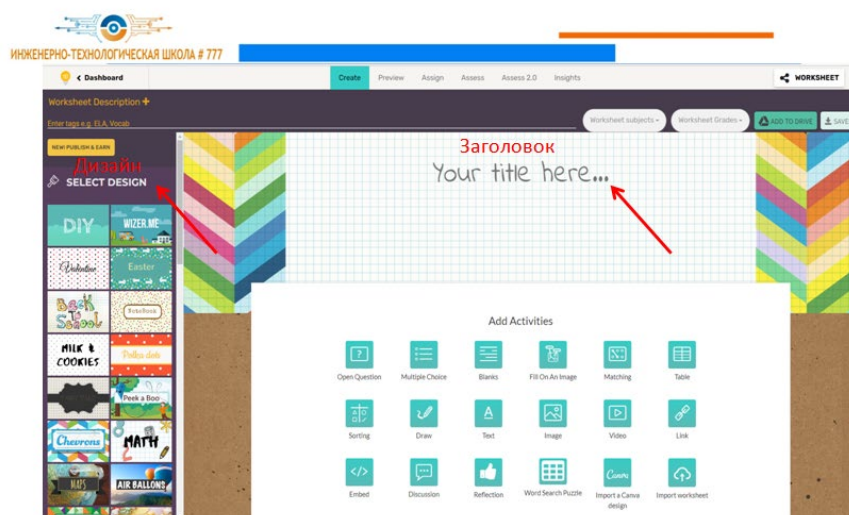 ИНЖЕНЕРНО-ТЕХНОЛОГИЧЕСКАЯ ШКОЛА # 777
< Dashboard
Create Preview Assign Assess Assess 2.0 Insights
WORKSHEET
Worksheet Description +
Enter tags e.g. ELA, Vocab
Worksheet subjects
Worksheet Grades
ADD TO DRIVE
SAVE
NEW! PUBLISH & EARN
Дизайн
SELECT DESIGN
Заголовок
Your title here...
DIY
WIZER.ME
Valentine
Easter
Back to School
NoteBook
MILK & COOKIES
Polka dots
Peek a Boo
Chevrons
MATH
MAPS
AIR BALLONS
Add Activities
Open Question Multiple Choice Blanks Fill On An Image Matching Table
Sorting Draw Text Image Video Link
Embed Discussion Reflection Word Search Puzzle Import a Canva design Import worksheet
Canva